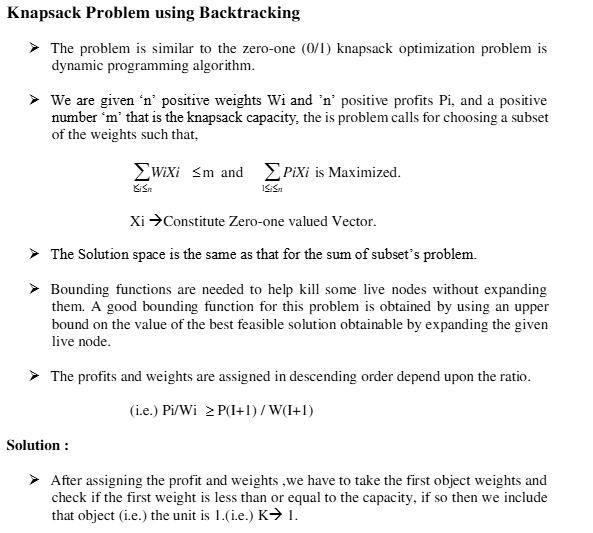 Knapsack Problem using Backtracking
➢ The problem is similar to the zero-one (0/1) knapsack optimization problem is
dynamic programming algorithm.
➢ We are given ‘n’ positive weights Wi and ’n’ positive profits Pi, and a positive
number ‘m’ that is the knapsack capacity, the is problem calls for choosing a subset
of the weights such that,
∑WiXi ≤m and ∑PiXi is Maximized.
1≤i≤n 1≤i≤n
Xi →Constitute Zero-one valued Vector.
➢ The Solution space is the same as that for the sum of subset’s problem.
➢ Bounding functions are needed to help kill some live nodes without expanding
them. A good bounding function for this problem is obtained by using an upper
bound on the value of the best feasible solution obtainable by expanding the given
live node.
➢ The profits and weights are assigned in descending order depend upon the ratio.
(i.e.) Pi/Wi ≥ P(I+1) / W(I+1)
Solution :
➢ After assigning the profit and weights ,we have to take the first object weights and
check if the first weight is less than or equal to the capacity, if so then we include
that object (i.e.) the unit is 1.(i.e.) K→ 1.